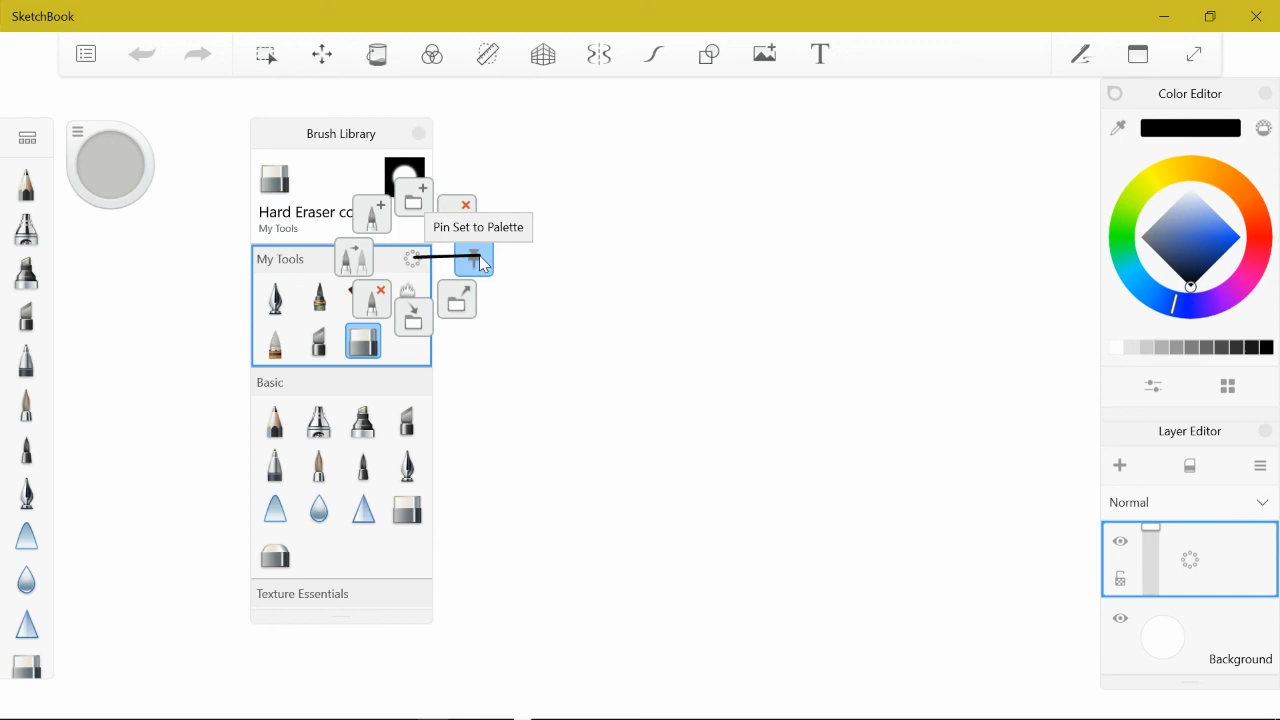 SketchBook
T
Brush Library
Color Editor
Hard Eraser co
My Tools
Pin Set to Palette
My Tools
Basic
Layer Editor
Normal
Texture Essentials
Background